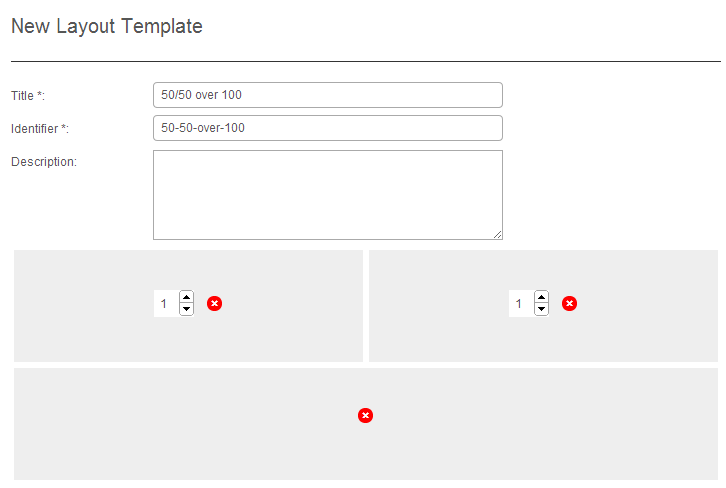 New Layout Template
Title *: 50/50 over 100
Identifier *: 50-50-over-100
Description:
1 1